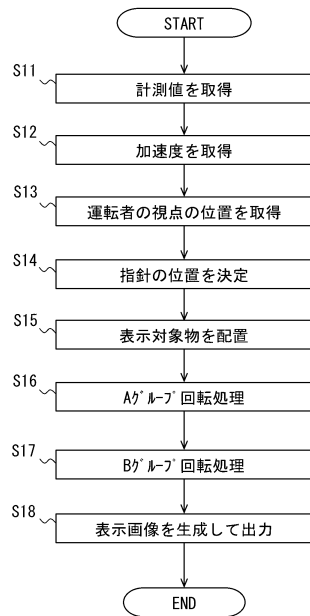 START
S11
計測値を取得
S12
加速度を取得
S13
運転者の視点の位置を取得
S14
指針の位置を決定
S15
表示対象物を配置
S16
Aグループ回転処理
S17
Bグループ回転処理
S18
表示画像を生成して出力
END